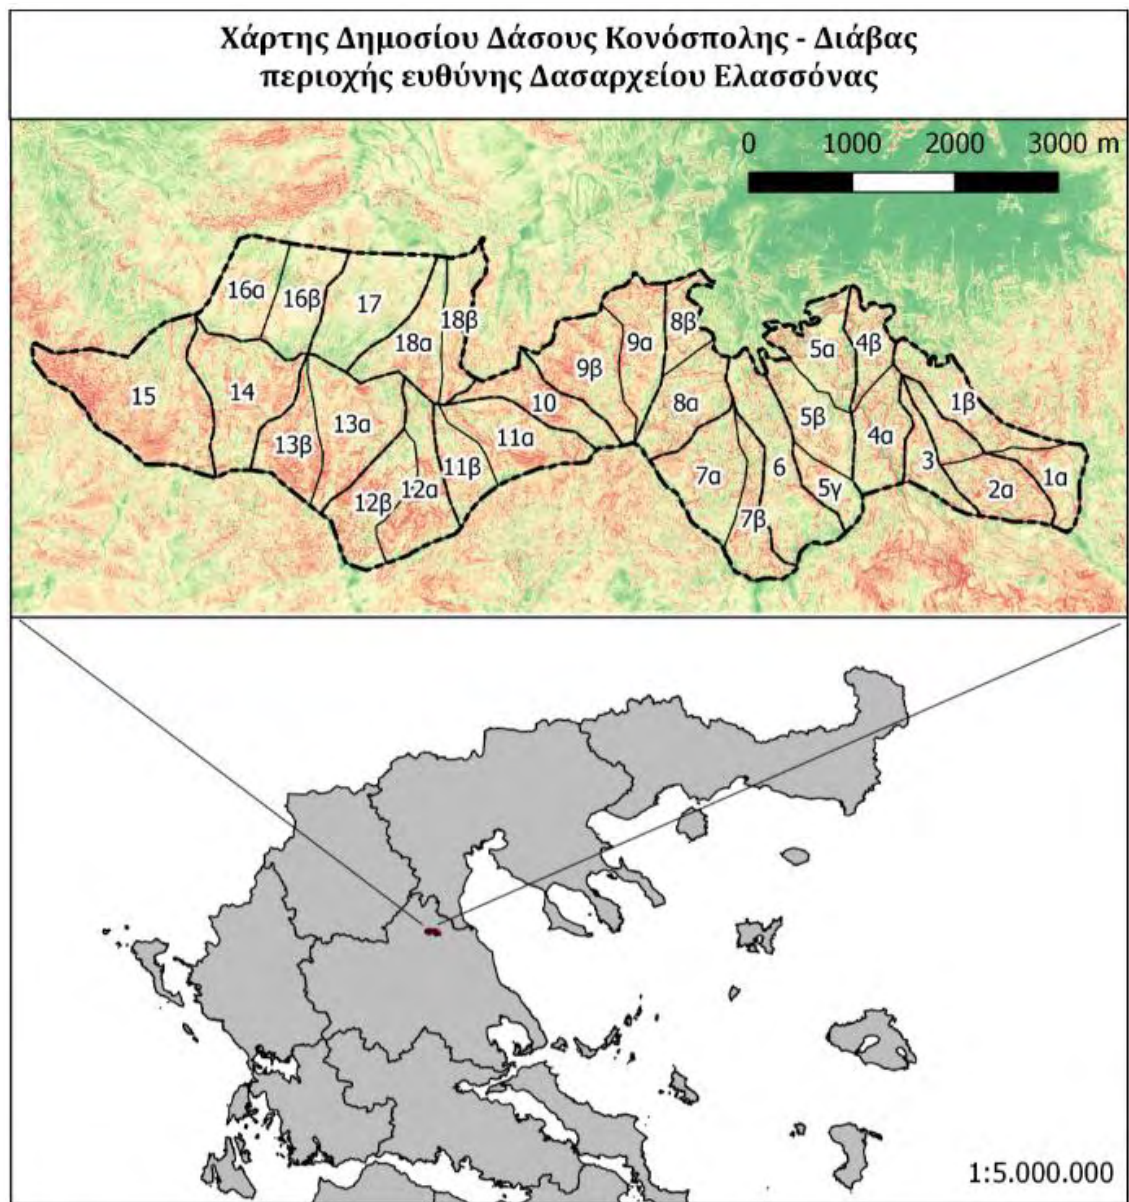 Χάρτης Δημοσίου Δάσους Κονόσπολης - Διάβας
περιοχής ευθύνης Δασαρχείου Ελασσόνας
0 1000 2000 3000 m
16α
16β
17
18β
18α
15
14
13β
13α
12β
12α
11β
11α
10
9β
9α
8β
8α
7α
7β
6
5α
5β
5γ
4β
4α
3
2α
1β
1α
1:5.000.000